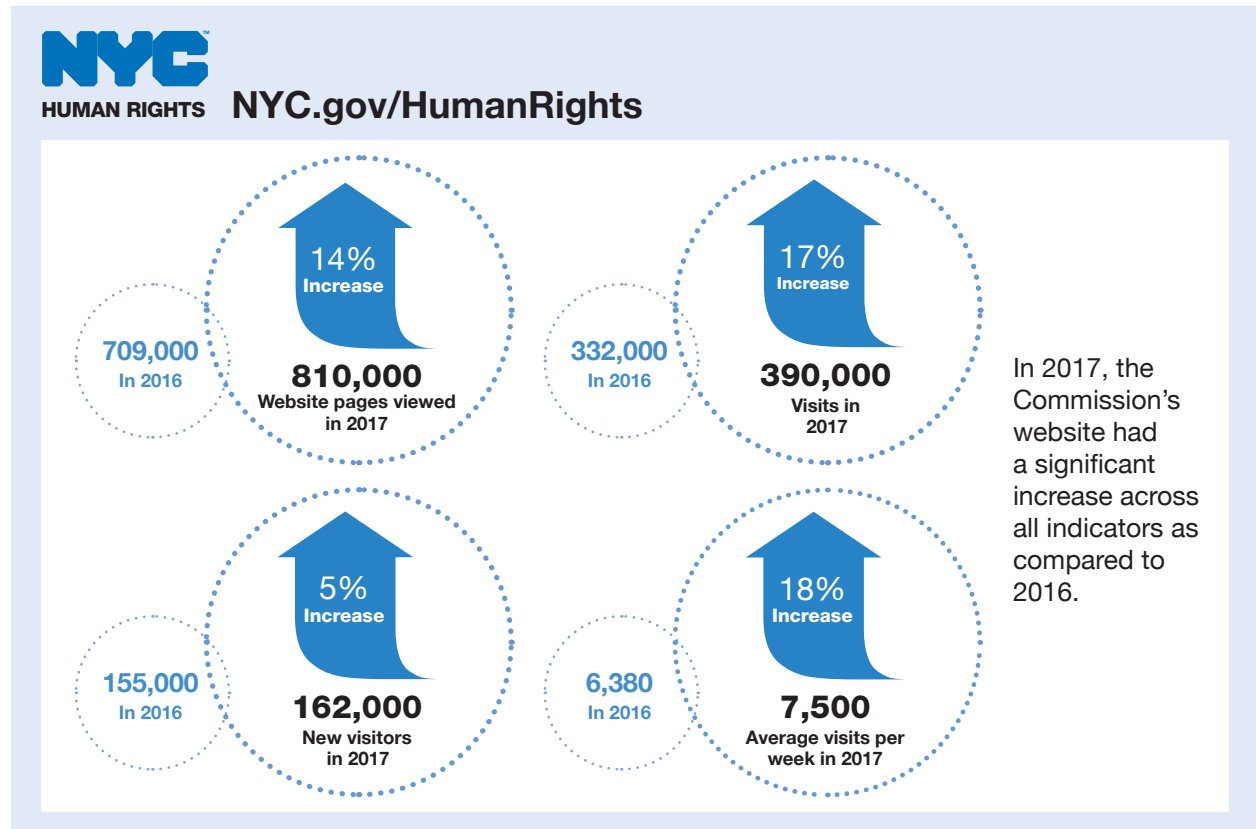 NYC™
HUMAN RIGHTS
NYC.gov/HumanRights
14%
Increase
709,000
In 2016
810,000
Website pages viewed
in 2017
17%
Increase
332,000
In 2016
390,000
Visits in
2017
5%
Increase
155,000
In 2016
162,000
New visitors
in 2017
18%
Increase
6,380
In 2016
7,500
Average visits per
week in 2017
In 2017, the
Commission’s
website had
a significant
increase across
all indicators as
compared to
2016.